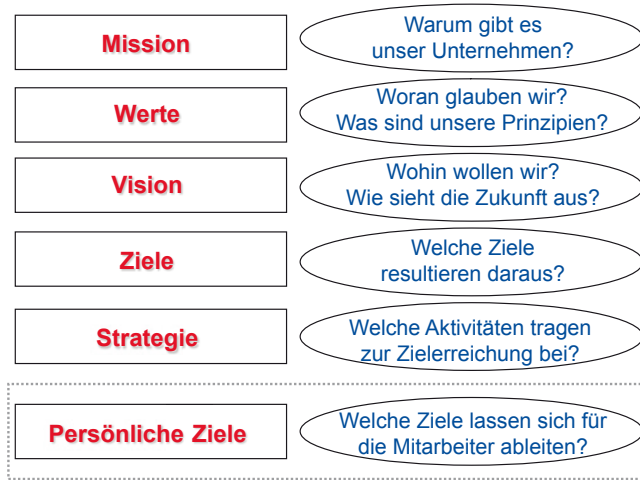 Mission
Warum gibt es
unser Unternehmen?
Werte
Woran glauben wir?
Was sind unsere Prinzipien?
Vision
Wohin wollen wir?
Wie sieht die Zukunft aus?
Ziele
Welche Ziele
resultieren daraus?
Strategie
Welche Aktivitäten tragen
zur Zielerreichung bei?
Persönliche Ziele
Welche Ziele lassen sich für
die Mitarbeiter ableiten?